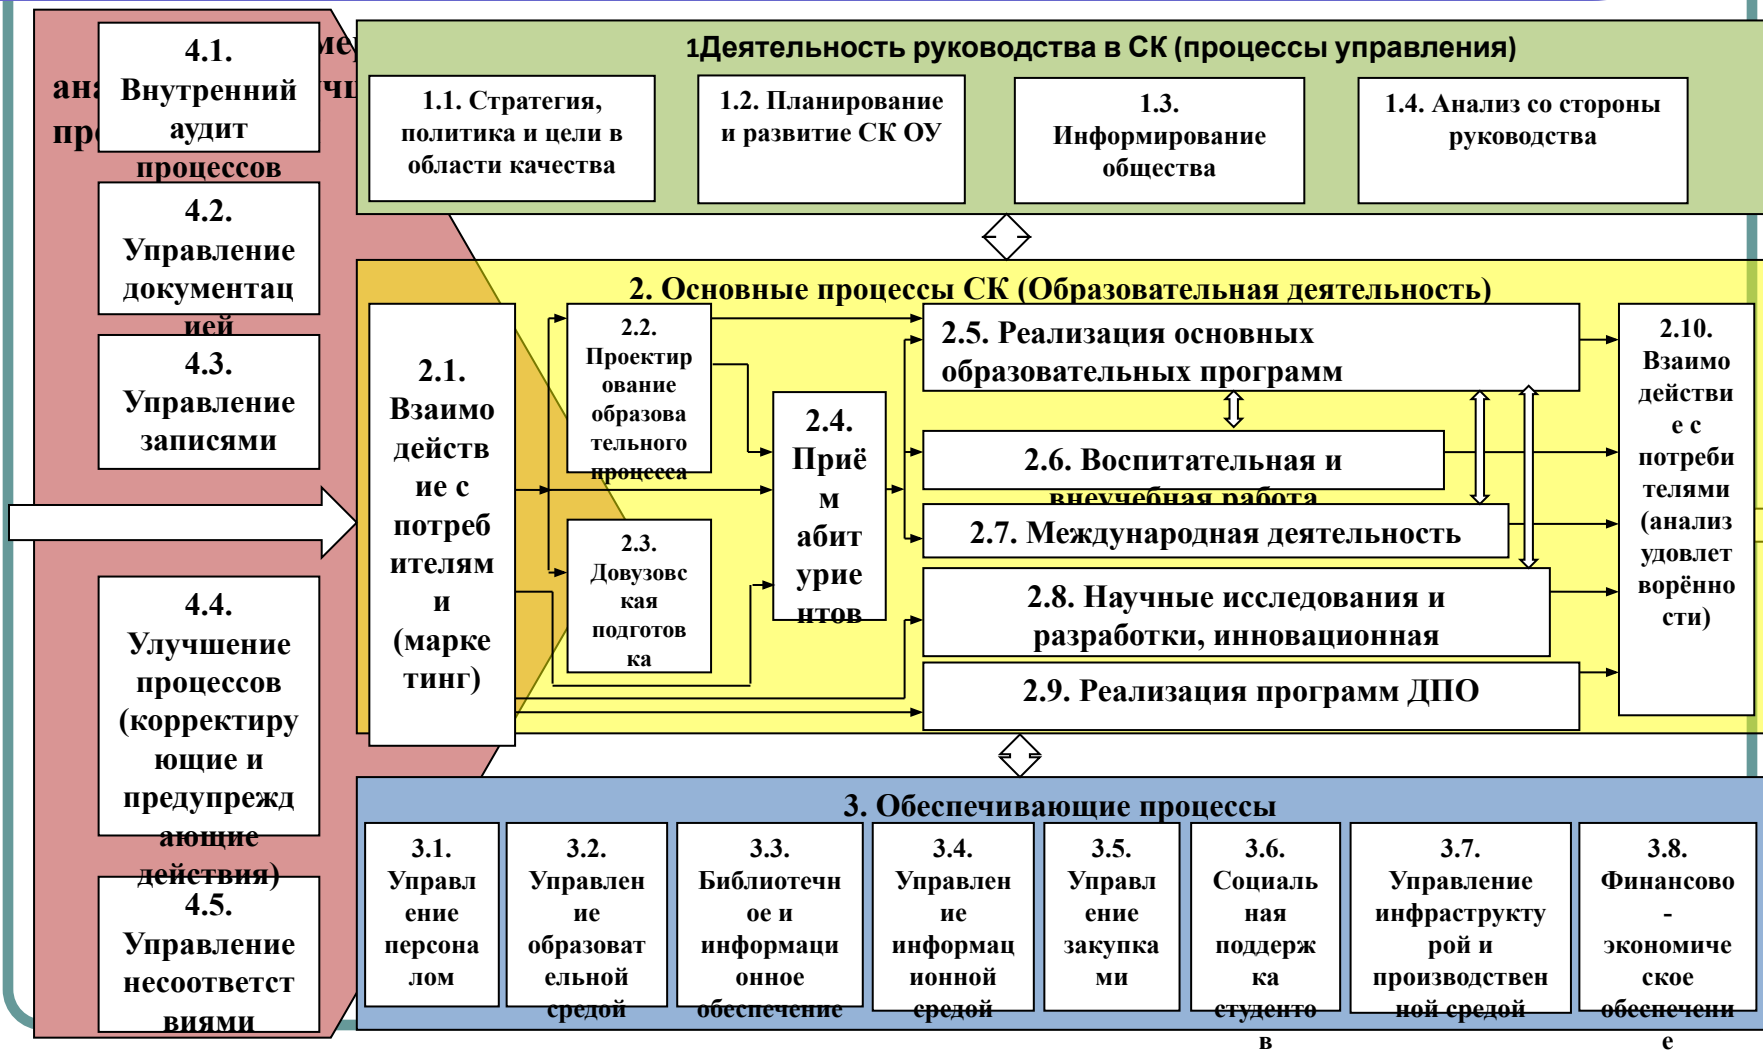 4.1.
Внутренний
аудит
процессов
4.2.
Управление
документац
ией
4.3.
Управление
записями
4.4.
Улучшение
процессов
(корректиру
ющие и
предупрежд
ающие
действия)
4.5.
Управление
несоответст
виями
1Деятельность руководства в СК (процессы управления)
1.1. Стратегия,
политика и цели в
области качества
1.2. Планирование
и развитие СК ОУ
1.3.
Информирование
общества
1.4. Анализ со стороны
руководства
2. Основные процессы СК (Образовательная деятельность)
2.1.
Взаимо
действ
ие с
потреб
ителям
и
(марке
тинг)
2.2.
Проектир
ование
образова
тельного
процесса
2.3.
Довузовс
кая
подготов
ка
2.4.
Приё
м
абит
урие
нтов
2.5. Реализация основных
образовательных программ
2.6. Воспитательная и
внеучебная работа
2.7. Международная деятельность
2.8. Научные исследования и
разработки, инновационная
2.9. Реализация программ ДПО
2.10.
Взаимо
действи
е с
потреби
телями
(анализ
удовлет
ворённо
сти)
3. Обеспечивающие процессы
3.1.
Управл
ение
персона
лом
3.2.
Управлен
ие
образоват
ельной
средой
3.3.
Библиотечн
ое и
информаци
онное
обеспечение
3.4.
Управлен
ие
информац
ионной
средой
3.5.
Управл
ение
закупка
ми
3.6.
Социаль
ная
поддерж
ка
студенто
в
3.7.
Управление
инфраструкту
рой и
производствен
ной средой
3.8.
Финансово
-
экономиче
ское
обеспечени
е